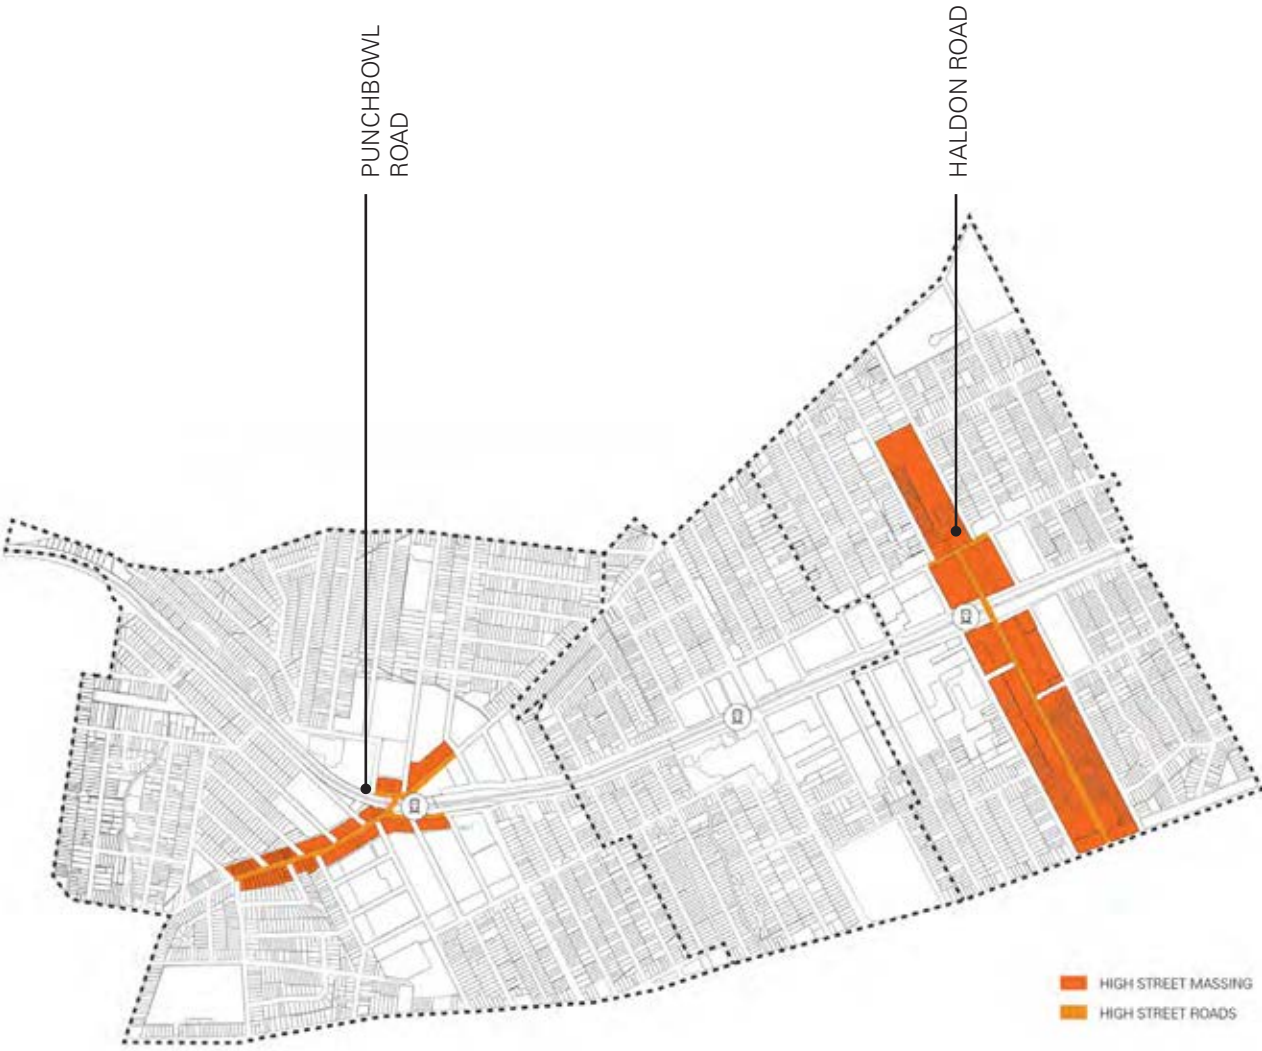 PUNCHBOWL
ROAD
HALDON ROAD
HIGH STREET MASSING
HIGH STREET ROADS